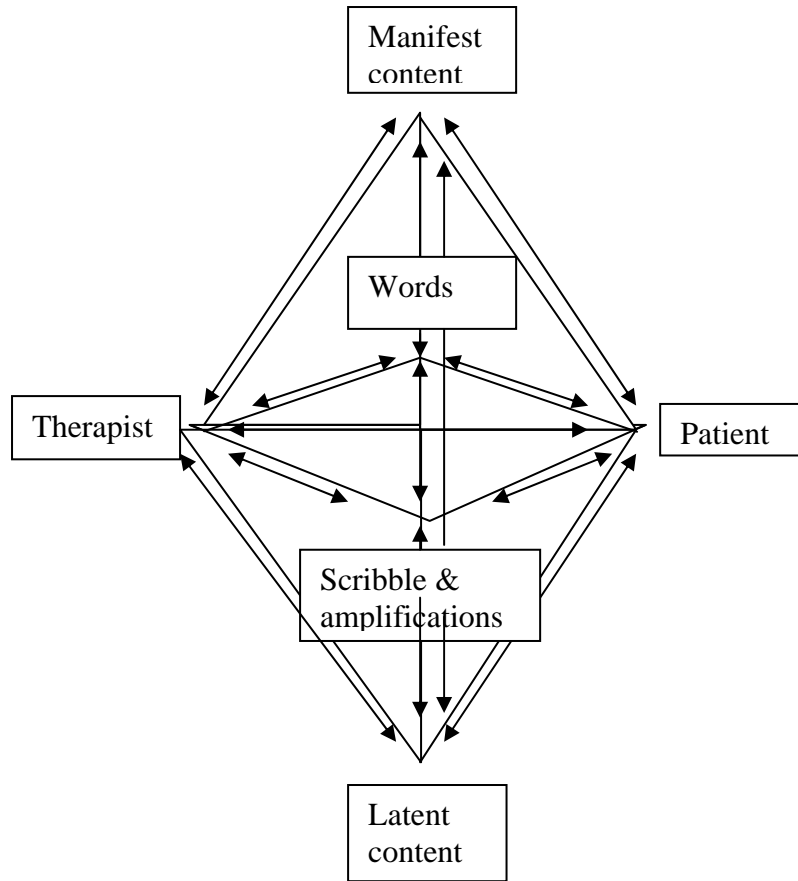 Manifest
content
Words
Therapist
Patient
Scribble &
amplifications
Latent
content